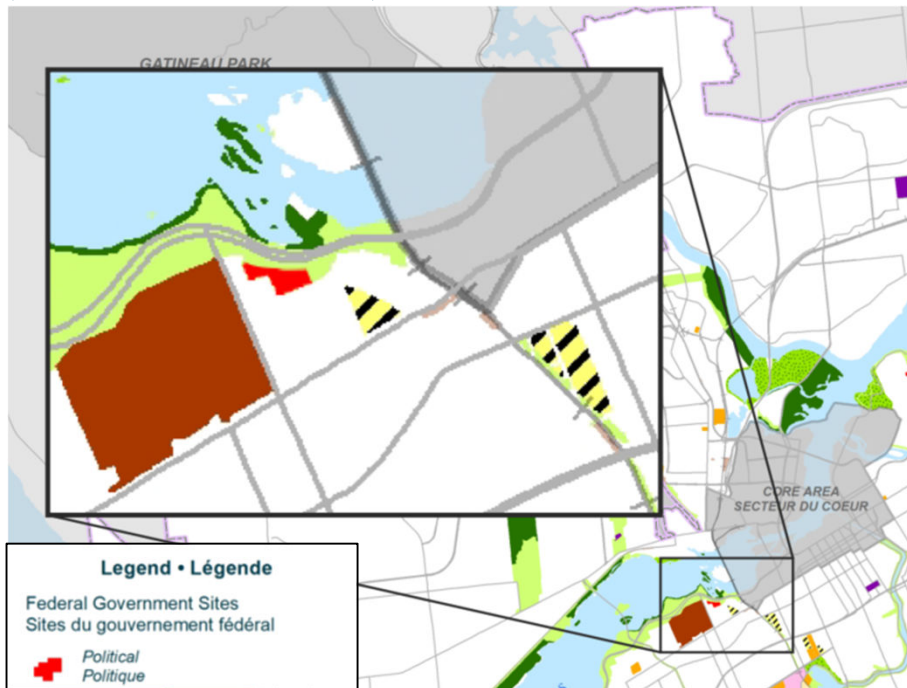 GATINEAU PARK
CORE AREA
SECTEUR DU COEUR
Legend • Légende
Federal Government Sites
Sites du gouvernement fédéral
Political
Politique